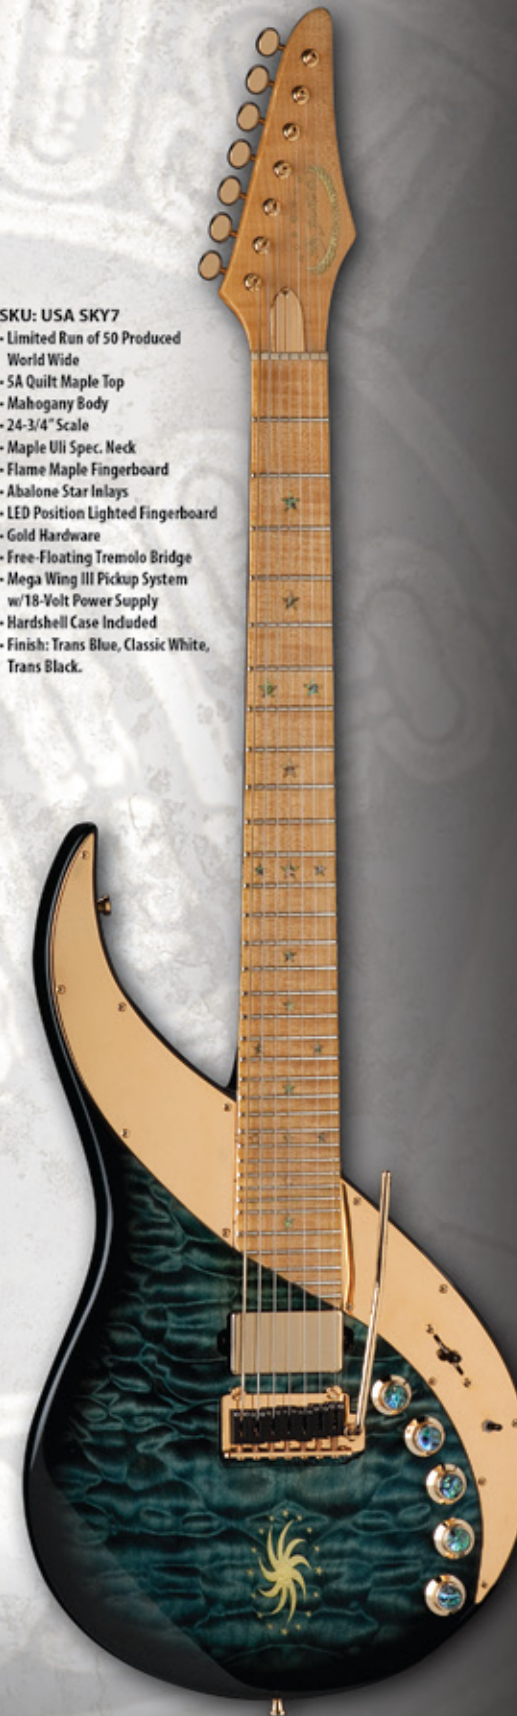 SKU: USA SKY7
• Limited Run of 50 Produced
World Wide
• 5A Quilt Maple Top
• Mahogany Body
• 24-3/4" Scale
• Maple Uli Spec. Neck
• Flame Maple Fingerboard
• Abalone Star Inlays
• LED Position Lighted Fingerboard
• Gold Hardware
• Free-Floating Tremolo Bridge
• Mega Wing III Pickup System
w/18-Volt Power Supply
• Hardshell Case Included
• Finish: Trans Blue, Classic White,
Trans Black.